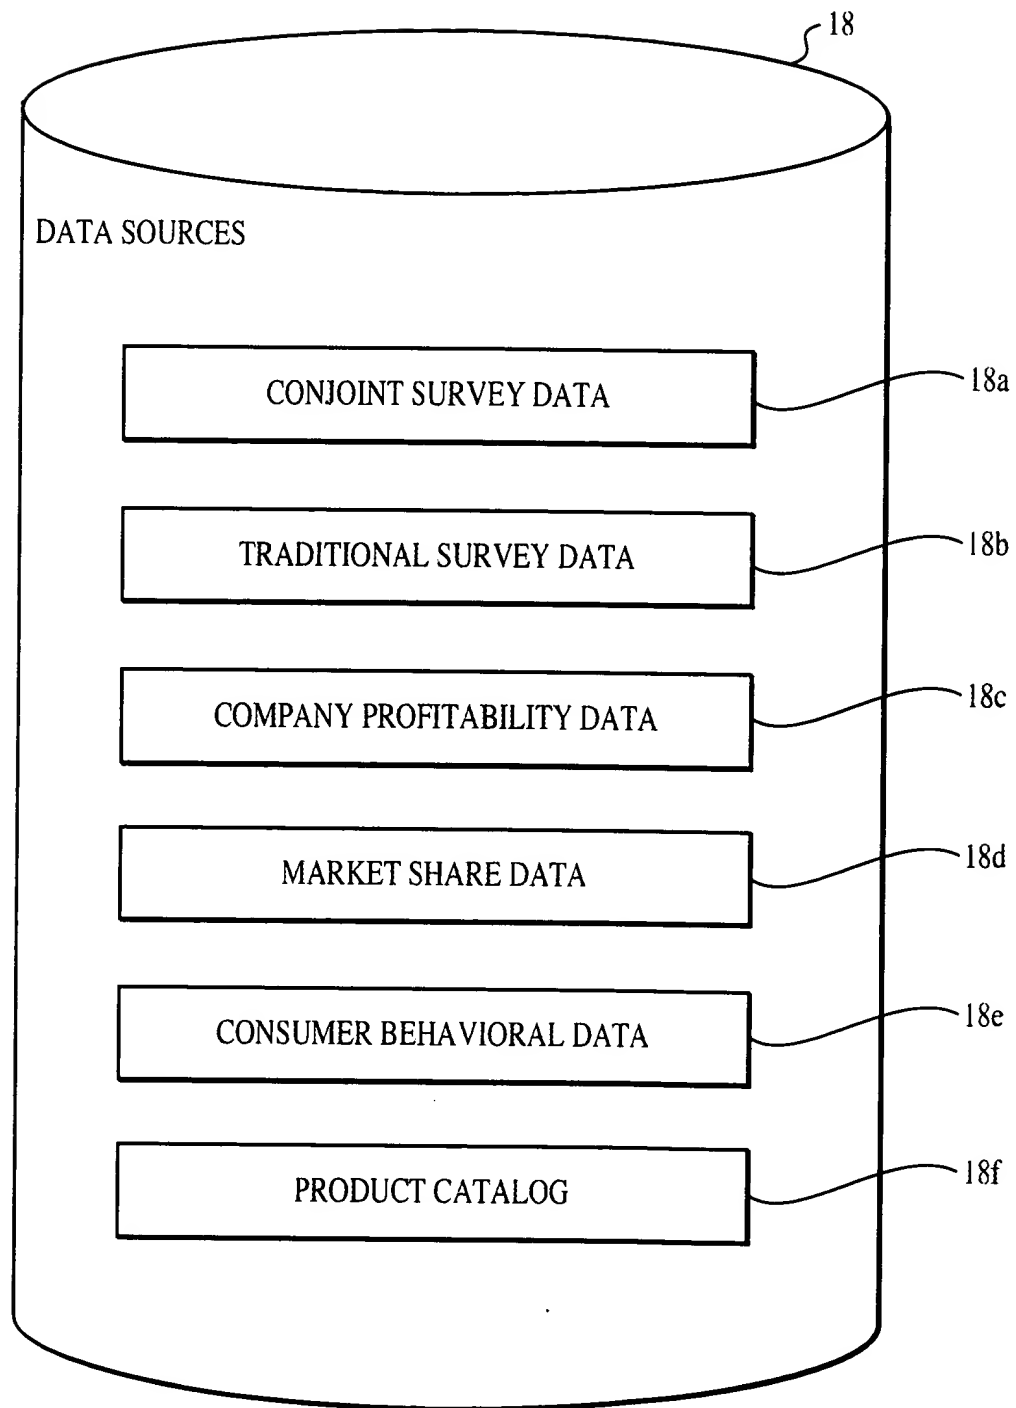 18
DATA SOURCES
CONJOINT SURVEY DATA
18a
TRADITIONAL SURVEY DATA
18b
COMPANY PROFITABILITY DATA
18c
MARKET SHARE DATA
18d
CONSUMER BEHAVIORAL DATA
18e
PRODUCT CATALOG
18f